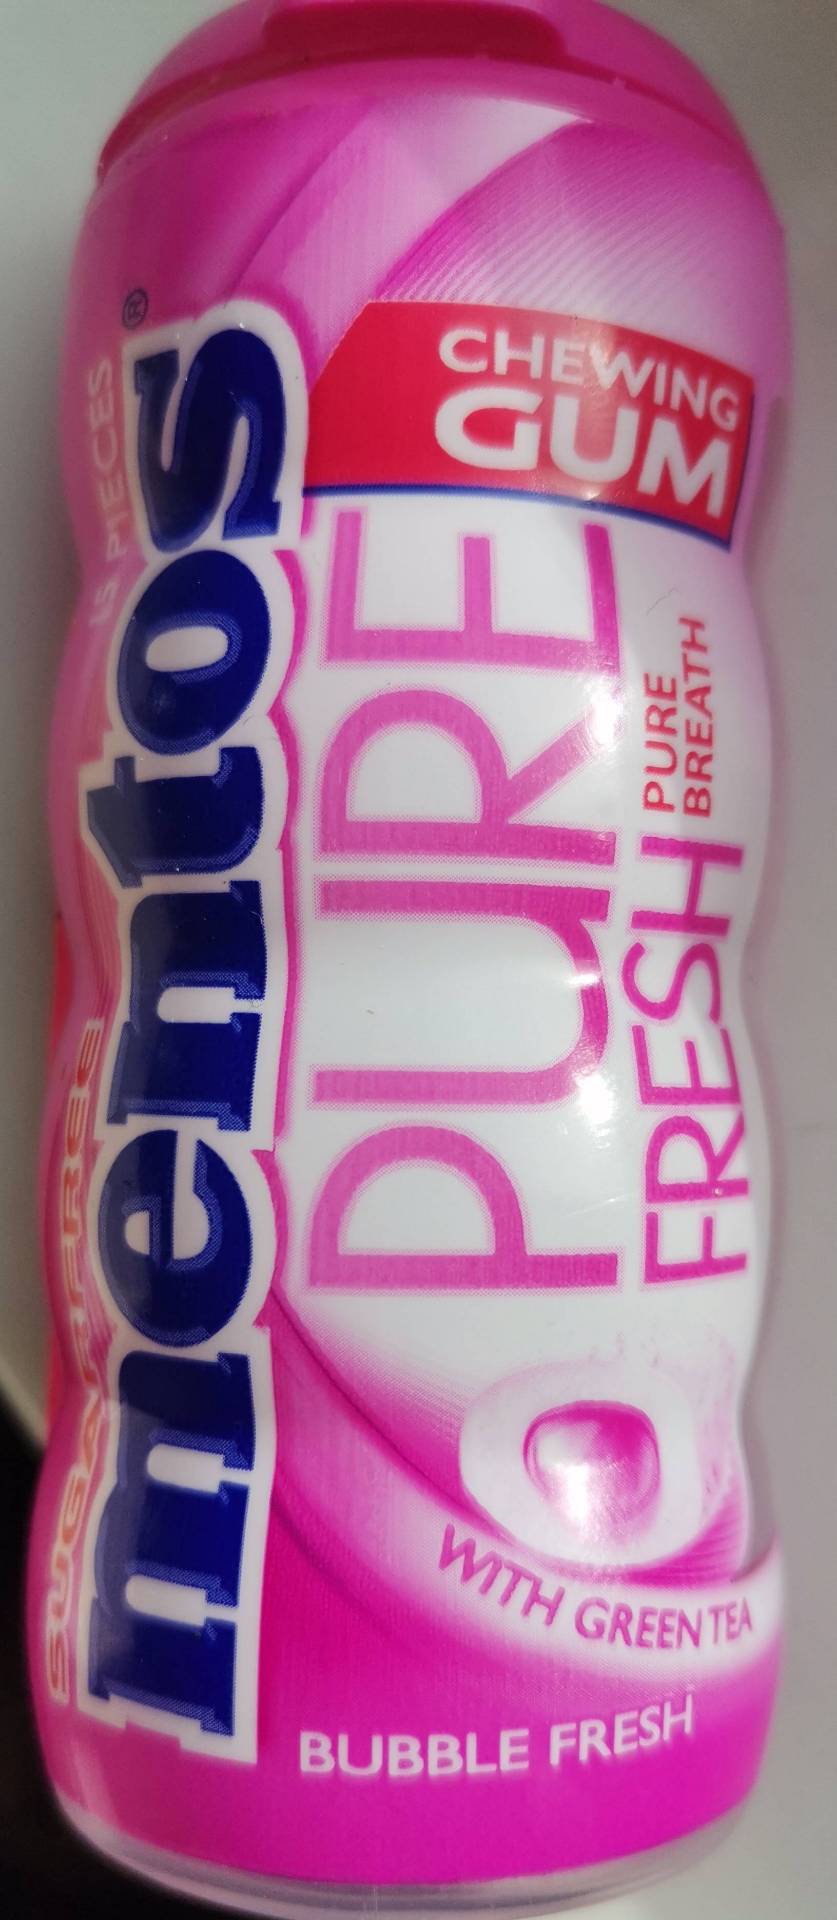 SUGARFREE
15 PIECES
mentos®
CHEWING
GUM
PURE
FRESH
PURE
BREATH
WITH GREEN TEA
BUBBLE FRESH